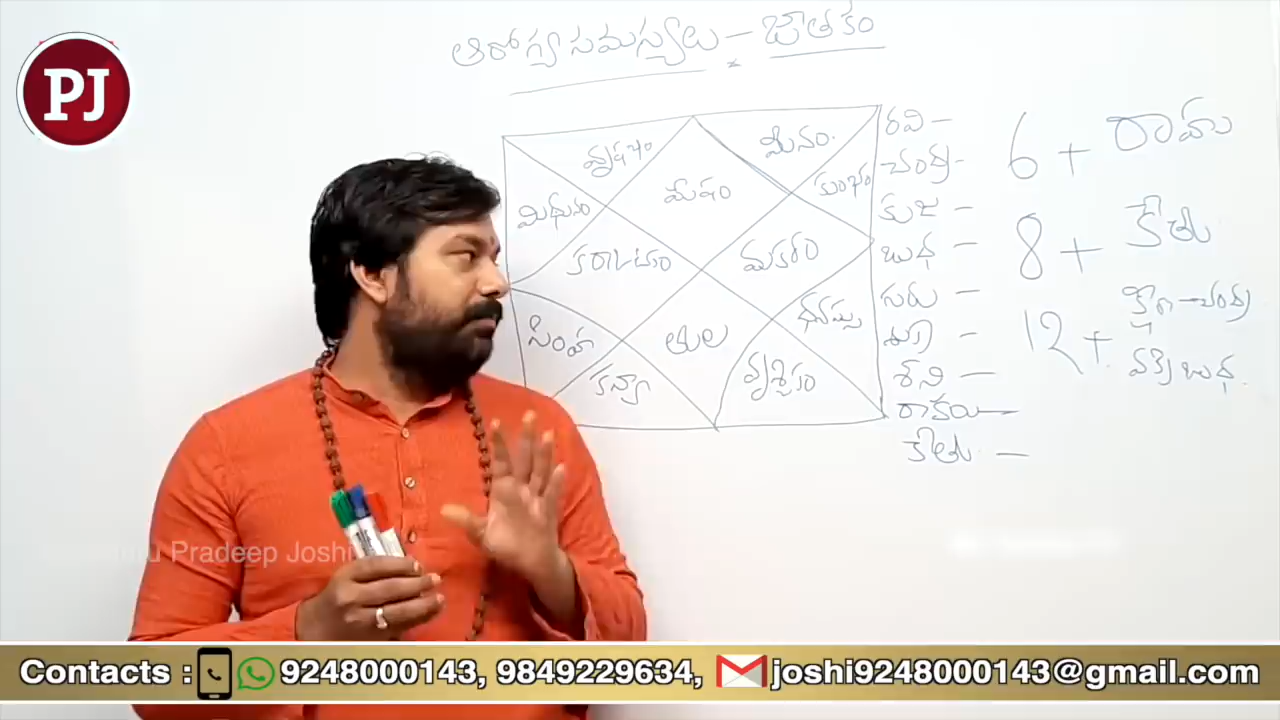 PJ
ఆరోగ్య సమస్యలు - జాతకం
వృషభం
మేషం
మీనం
కుంభం
మిథునం
కర్కాటకం
మకరం
సింహ
తుల
ధనస్సు
కన్యా
వృశ్చికం
రవి -
చంద్ర -
కుజ -
బుధ -
గురు -
శుక్ర -
శని -
రాహు -
కేతు -
6 + రాహు
8 + కేతు
12 + క్షీణ - చంద్ర
వక్రి బుధ
Pradeep Joshi
Contacts : 9248000143, 9849229634, joshi9248000143@gmail.com